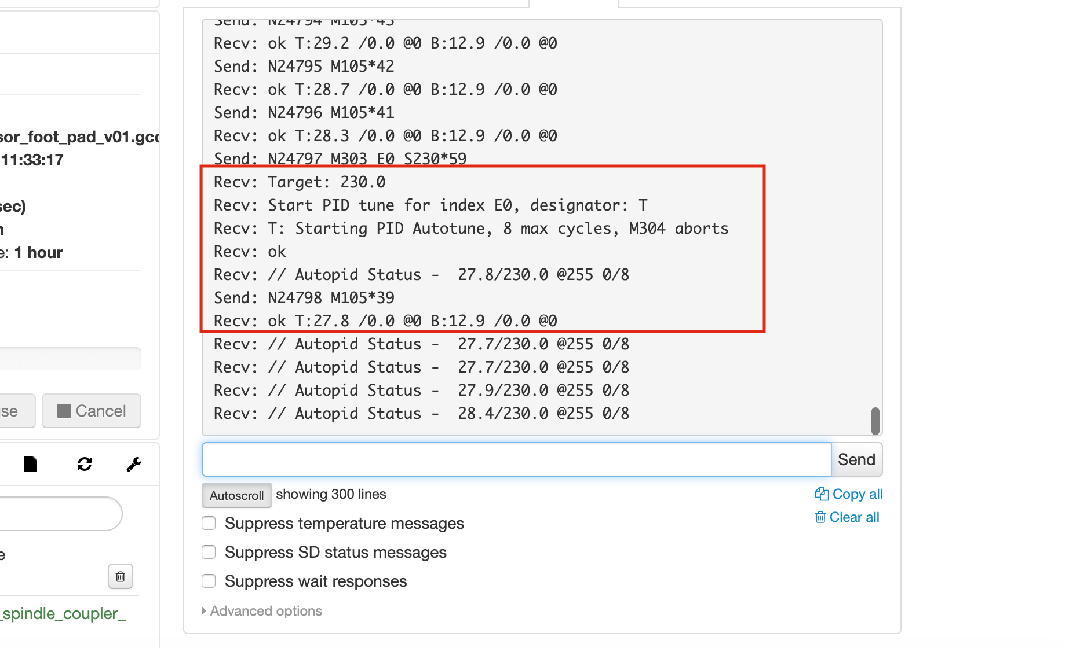 sor_foot_pad_v01.gco
11:33:17
sec)
e: 1 hour
se
Cancel
e
_spindle_coupler_
Send: N24794 M105*43
Recv: ok T:29.2 /0.0 @0 B:12.9 /0.0 @0
Send: N24795 M105*42
Recv: ok T:28.7 /0.0 @0 B:12.9 /0.0 @0
Send: N24796 M105*41
Recv: ok T:28.3 /0.0 @0 B:12.9 /0.0 @0
Send: N24797 M303 E0 S230*59
Recv: Target: 230.0
Recv: Start PID tune for index E0, designator: T
Recv: T: Starting PID Autotune, 8 max cycles, M304 aborts
Recv: ok
Recv: // Autopid Status -  27.8/230.0 @255 0/8
Send: N24798 M105*39
Recv: ok T:27.8 /0.0 @0 B:12.9 /0.0 @0
Recv: // Autopid Status -  27.7/230.0 @255 0/8
Recv: // Autopid Status -  27.7/230.0 @255 0/8
Recv: // Autopid Status -  27.9/230.0 @255 0/8
Recv: // Autopid Status -  28.4/230.0 @255 0/8
Send
Autoscroll showing 300 lines
Copy all
Suppress temperature messages
Clear all
Suppress SD status messages
Suppress wait responses
Advanced options